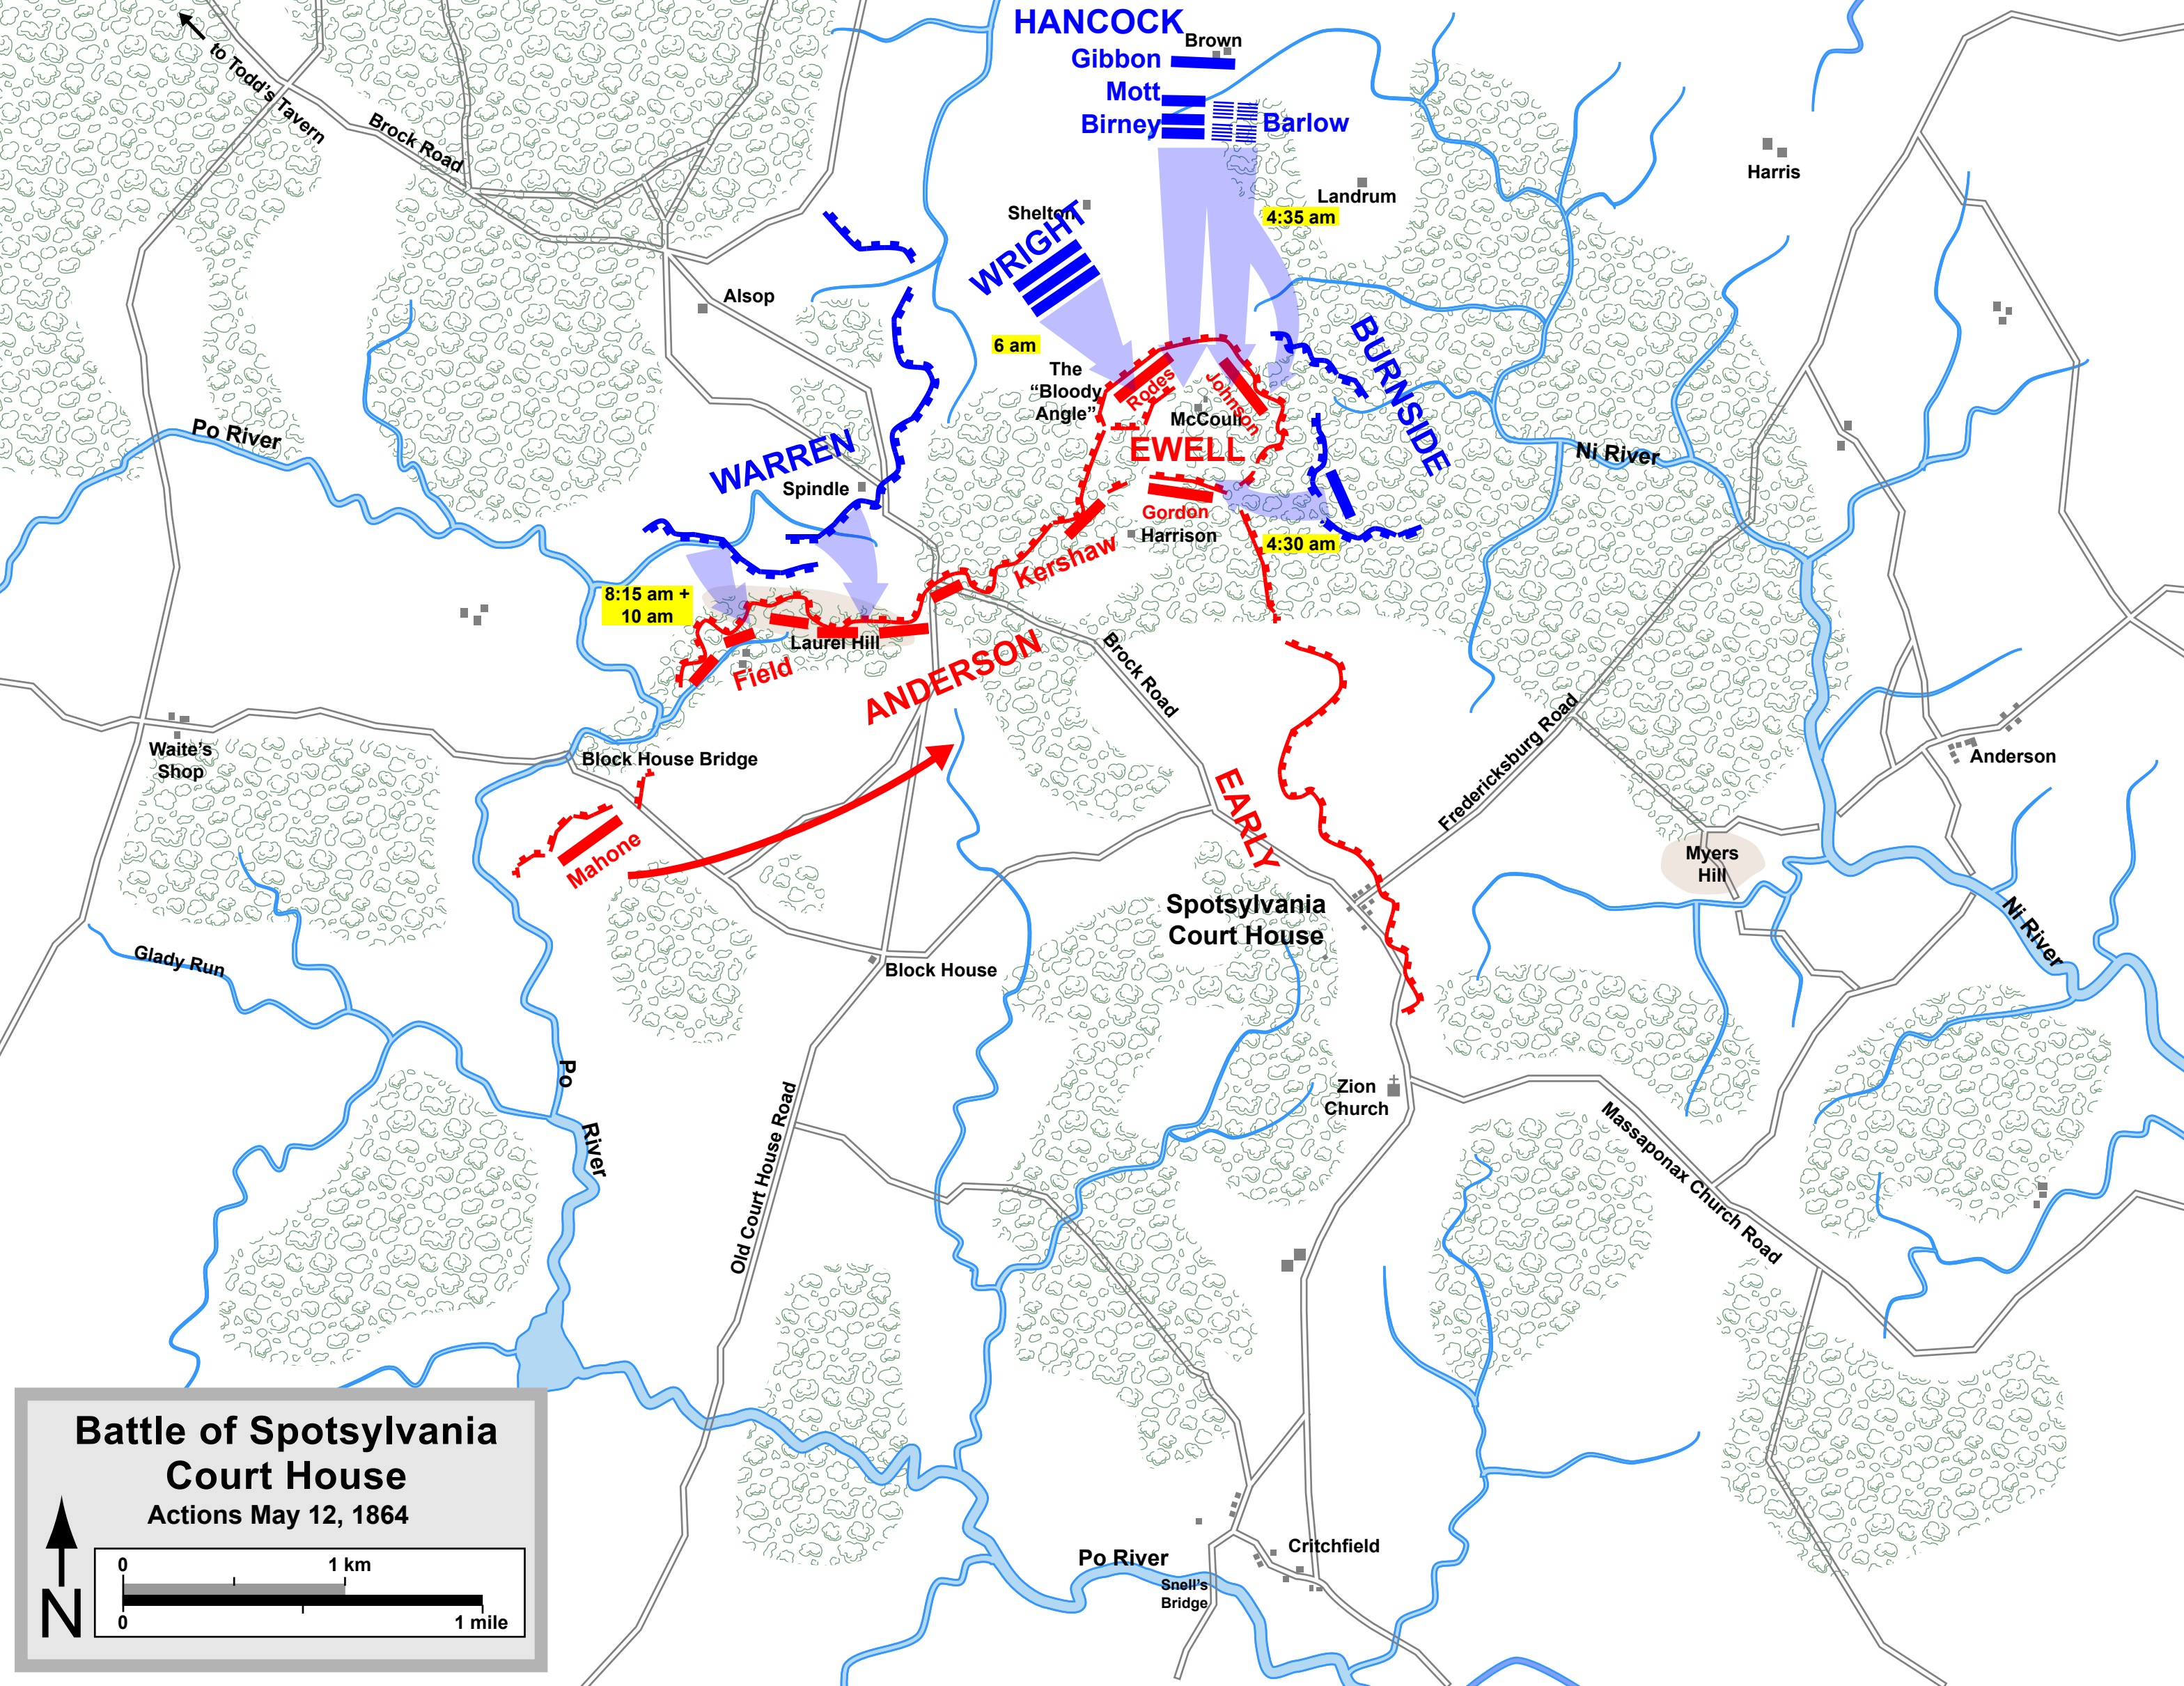 HANCOCK
Brown
Gibbon
Mott
Birney
Barlow
to Todd's Tavern
Brock Road
Harris
Landrum
Shelton
4:35 am
WRIGHT
Alsop
6 am
The
“Bloody
Angle”
Rodes
Johnson
McCoull
BURNSIDE
EWELL
Po River
WARREN
Spindle
Ni River
Gordon
Harrison
4:30 am
Kershaw
8:15 am +
10 am
Laurel Hill
Field
ANDERSON
Brock Road
Waite's
Shop
Block House Bridge
Fredericksburg Road
Anderson
EARLY
Mahone
Myers
Hill
Spotsylvania
Court House
Ni River
Glady Run
Block House
Po
River
Zion
Church
Old Court House Road
Massaponax Church Road
Battle of Spotsylvania
Court House
Actions May 12, 1864
0
1 km
0
1 mile
N
Critchfield
Po River
Snell's
Bridge